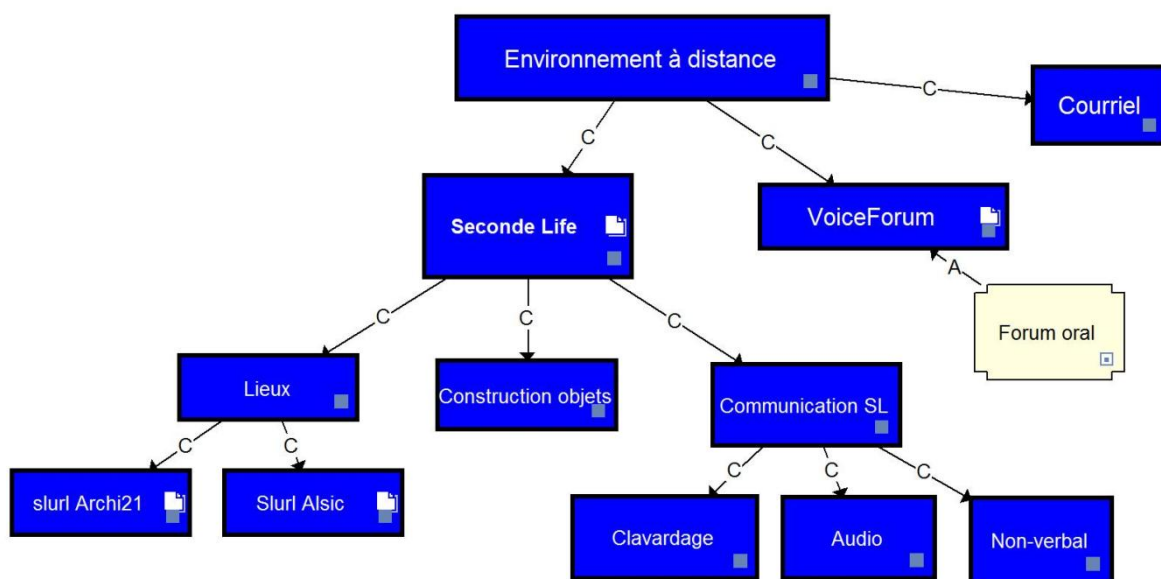 Environnement à distance
C
Courriel
C
C
Seconde Life
VoiceForum
A
Forum oral
C
C
C
Lieux
Construction objets
Communication SL
C
C
C
C
C
slurl Archi21
Slurl Alsic
Clavardage
Audio
Non-verbal